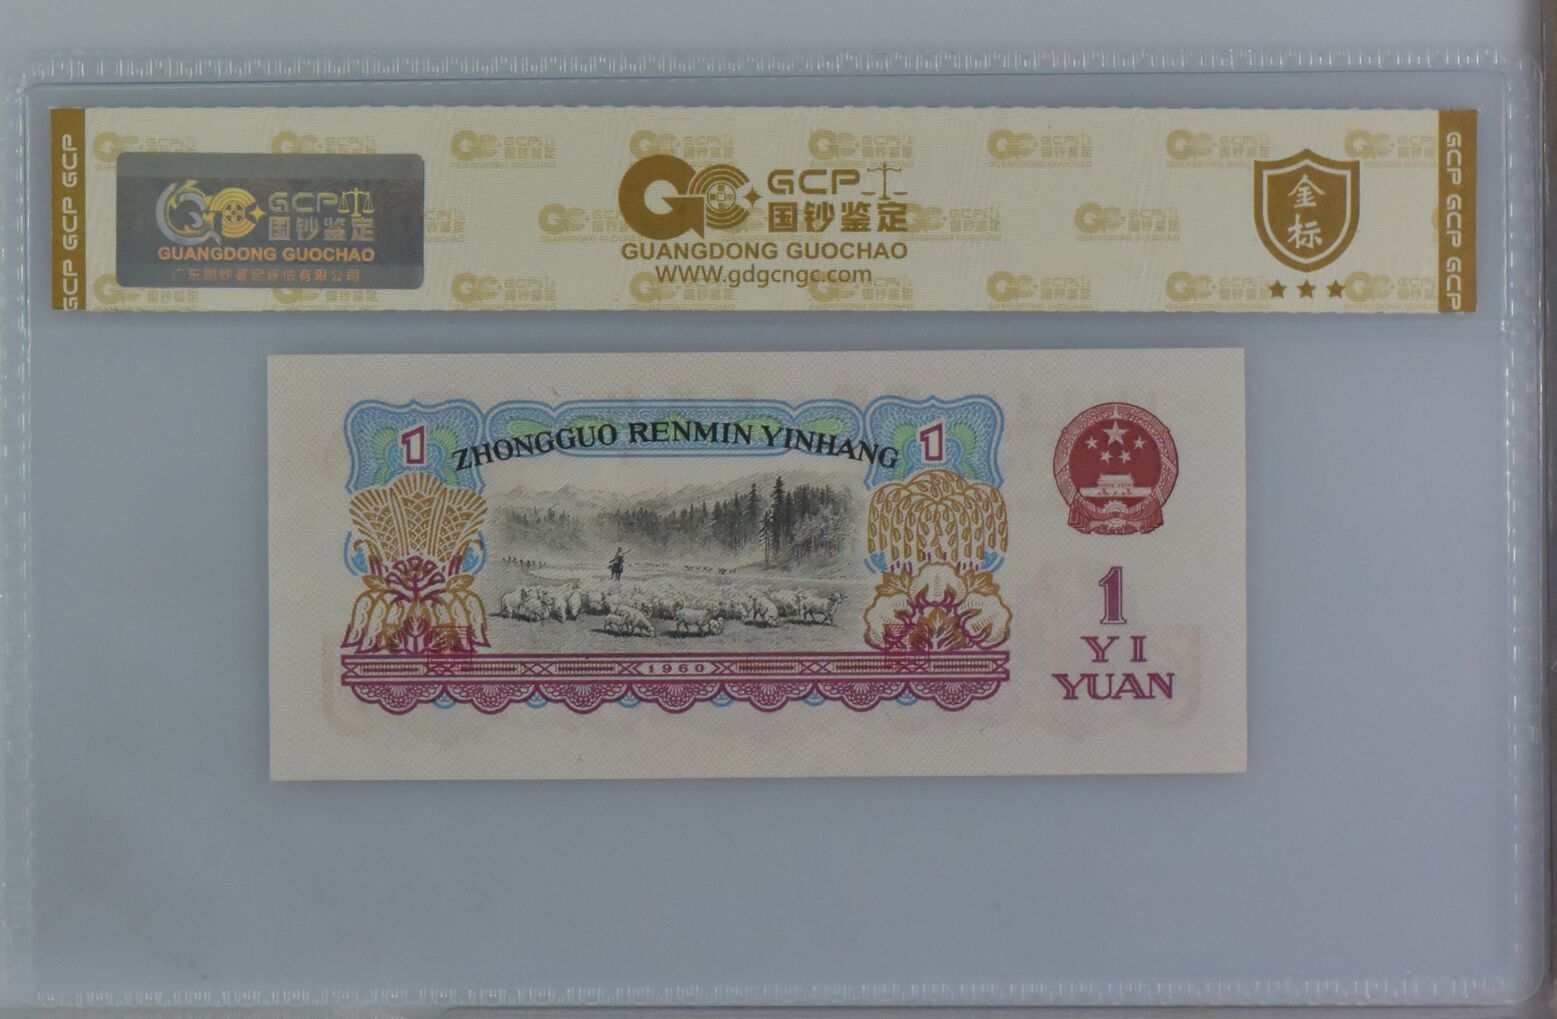 GCP GCP GCP
GCP
国钞鉴定
GUANGDONG GUOCHAO
广东国钞鉴定评估有限公司
GCP
国钞鉴定
GUANGDONG GUOCHAO
WWW.gdgcngc.com
金
标
GCP GCP GCP
1
ZHONGGUO RENMIN YINHANG
1
1960
1
YI
YUAN